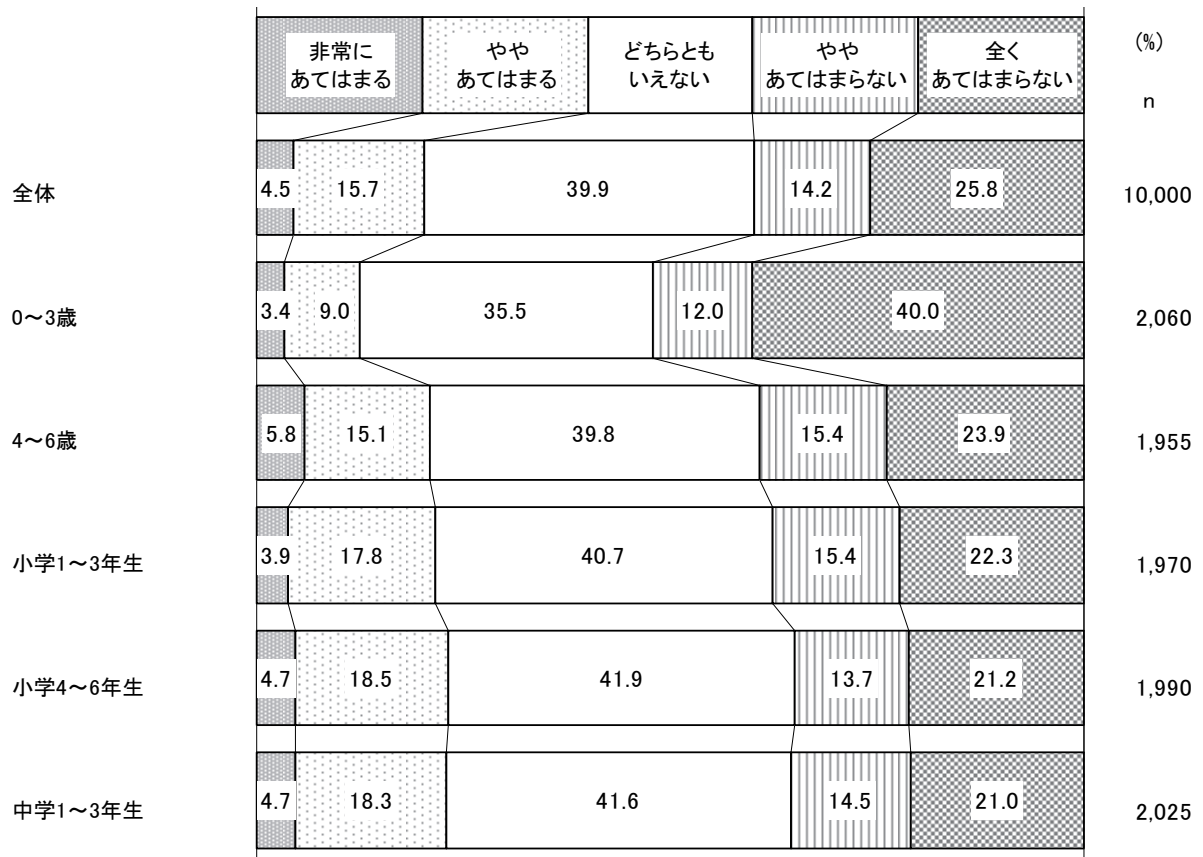 非常に
あてはまる
やや
あてはまる
どちらとも
いえない
やや
あてはまらない
全く
あてはまらない
(%)
n
全体 4.5 15.7 39.9 14.2 25.8 10,000
0～3歳 3.4 9.0 35.5 12.0 40.0 2,060
4～6歳 5.8 15.1 39.8 15.4 23.9 1,955
小学1～3年生 3.9 17.8 40.7 15.4 22.3 1,970
小学4～6年生 4.7 18.5 41.9 13.7 21.2 1,990
中学1～3年生 4.7 18.3 41.6 14.5 21.0 2,025